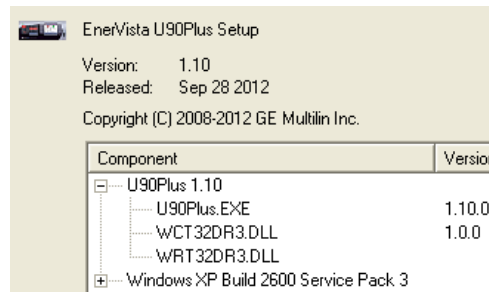 EnerVista U90Plus Setup
Version: 1.10
Released: Sep 28 2012
Copyright (C) 2008-2012 GE Multilin Inc.
Component Versio
U90Plus 1.10
U90Plus.EXE 1.10.0
WCT32DR3.DLL 1.0.0
WRT32DR3.DLL
Windows XP Build 2600 Service Pack 3